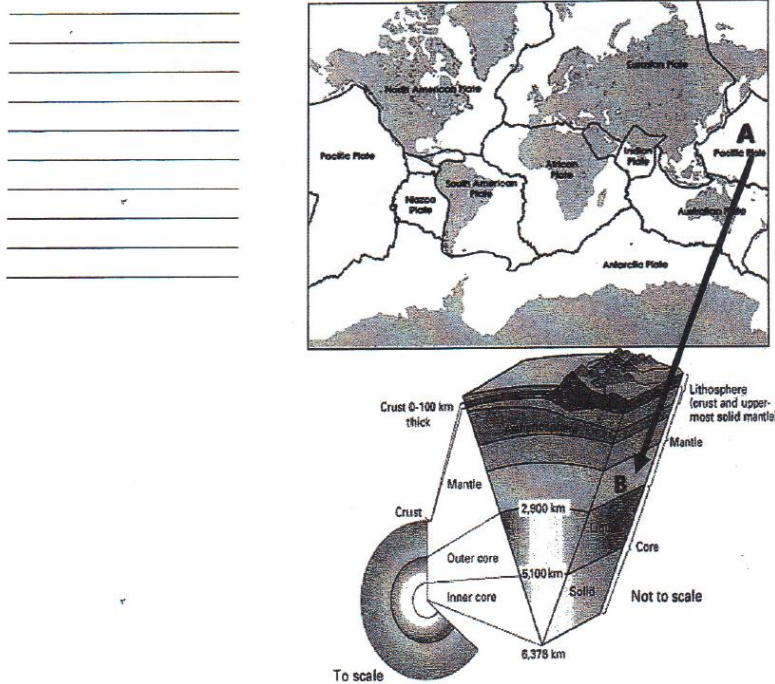 Eurasian Plate
North American Plate
A
Pacific Plate
African
Plate
Indian
Plate
Pacific Plate
South American
Plate
Nazca
Plate
Australian Plate
Antarctic Plate
Crust 0-100 km
thick
Lithosphere
(crust and upper-
most solid mantle)
Mantle
Mantle
B
Crust
2,900 km
Liquid
Core
Outer core
5,100 km
Inner core
Solid
Not to scale
6,378 km
To scale